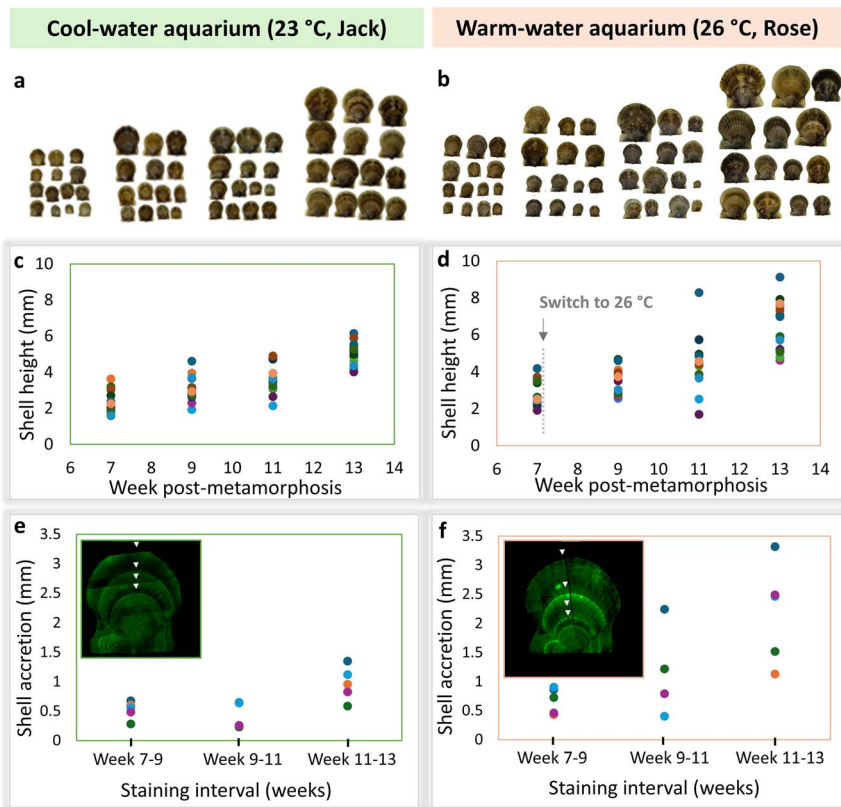 Cool-water aquarium (23 °C, Jack)
Warm-water aquarium (26 °C, Rose)
a
b
c
10
8
6
4
2
0
Shell height (mm)
6 7 8 9 10 11 12 13 14
Week post-metamorphosis
d
10
8
6
4
2
0
Shell height (mm)
Switch to 26 °C
6 7 8 9 10 11 12 13 14
Week post-metamorphosis
e
3.5
3
2.5
2
1.5
1
0.5
0
Shell accretion (mm)
Week 7-9 Week 9-11 Week 11-13
Staining interval (weeks)
f
3.5
3
2.5
2
1.5
1
0.5
0
Shell accretion (mm)
Week 7-9 Week 9-11 Week 11-13
Staining interval (weeks)